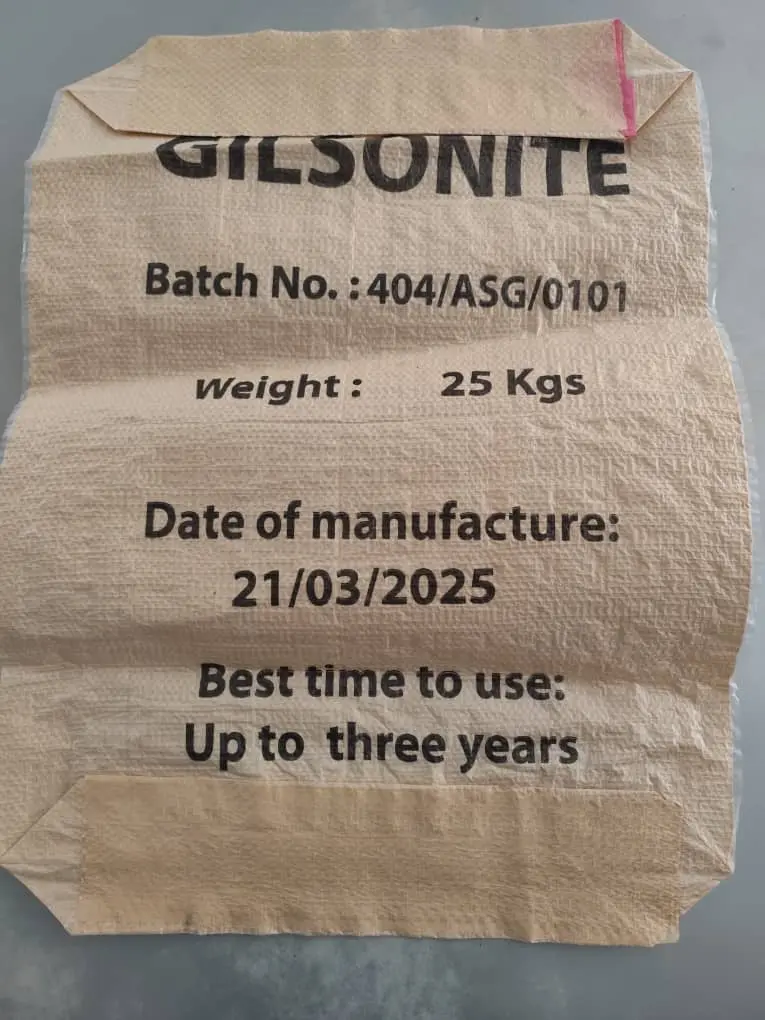 GILSONITE
Batch No. : 404/ASG/0101
Weight : 25 Kgs
Date of manufacture:
21/03/2025
Best time to use:
Up to three years